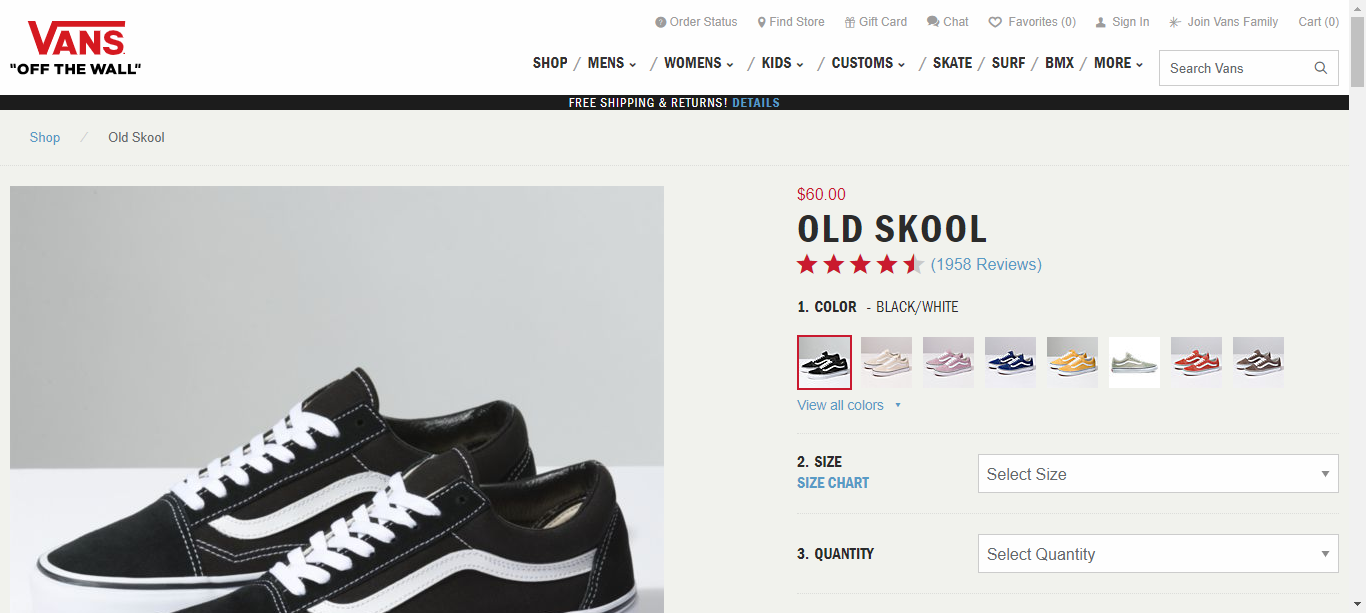 VANS
"OFF THE WALL"
Order Status Find Store Gift Card Chat Favorites (0) Sign In Join Vans Family Cart (0)
SHOP / MENS / WOMENS / KIDS / CUSTOMS / SKATE / SURF / BMX / MORE
Search Vans
FREE SHIPPING & RETURNS! DETAILS
Shop / Old Skool
$60.00
OLD SKOOL
(1958 Reviews)
1. COLOR - BLACK/WHITE
View all colors
2. SIZE
SIZE CHART
Select Size
3. QUANTITY
Select Quantity